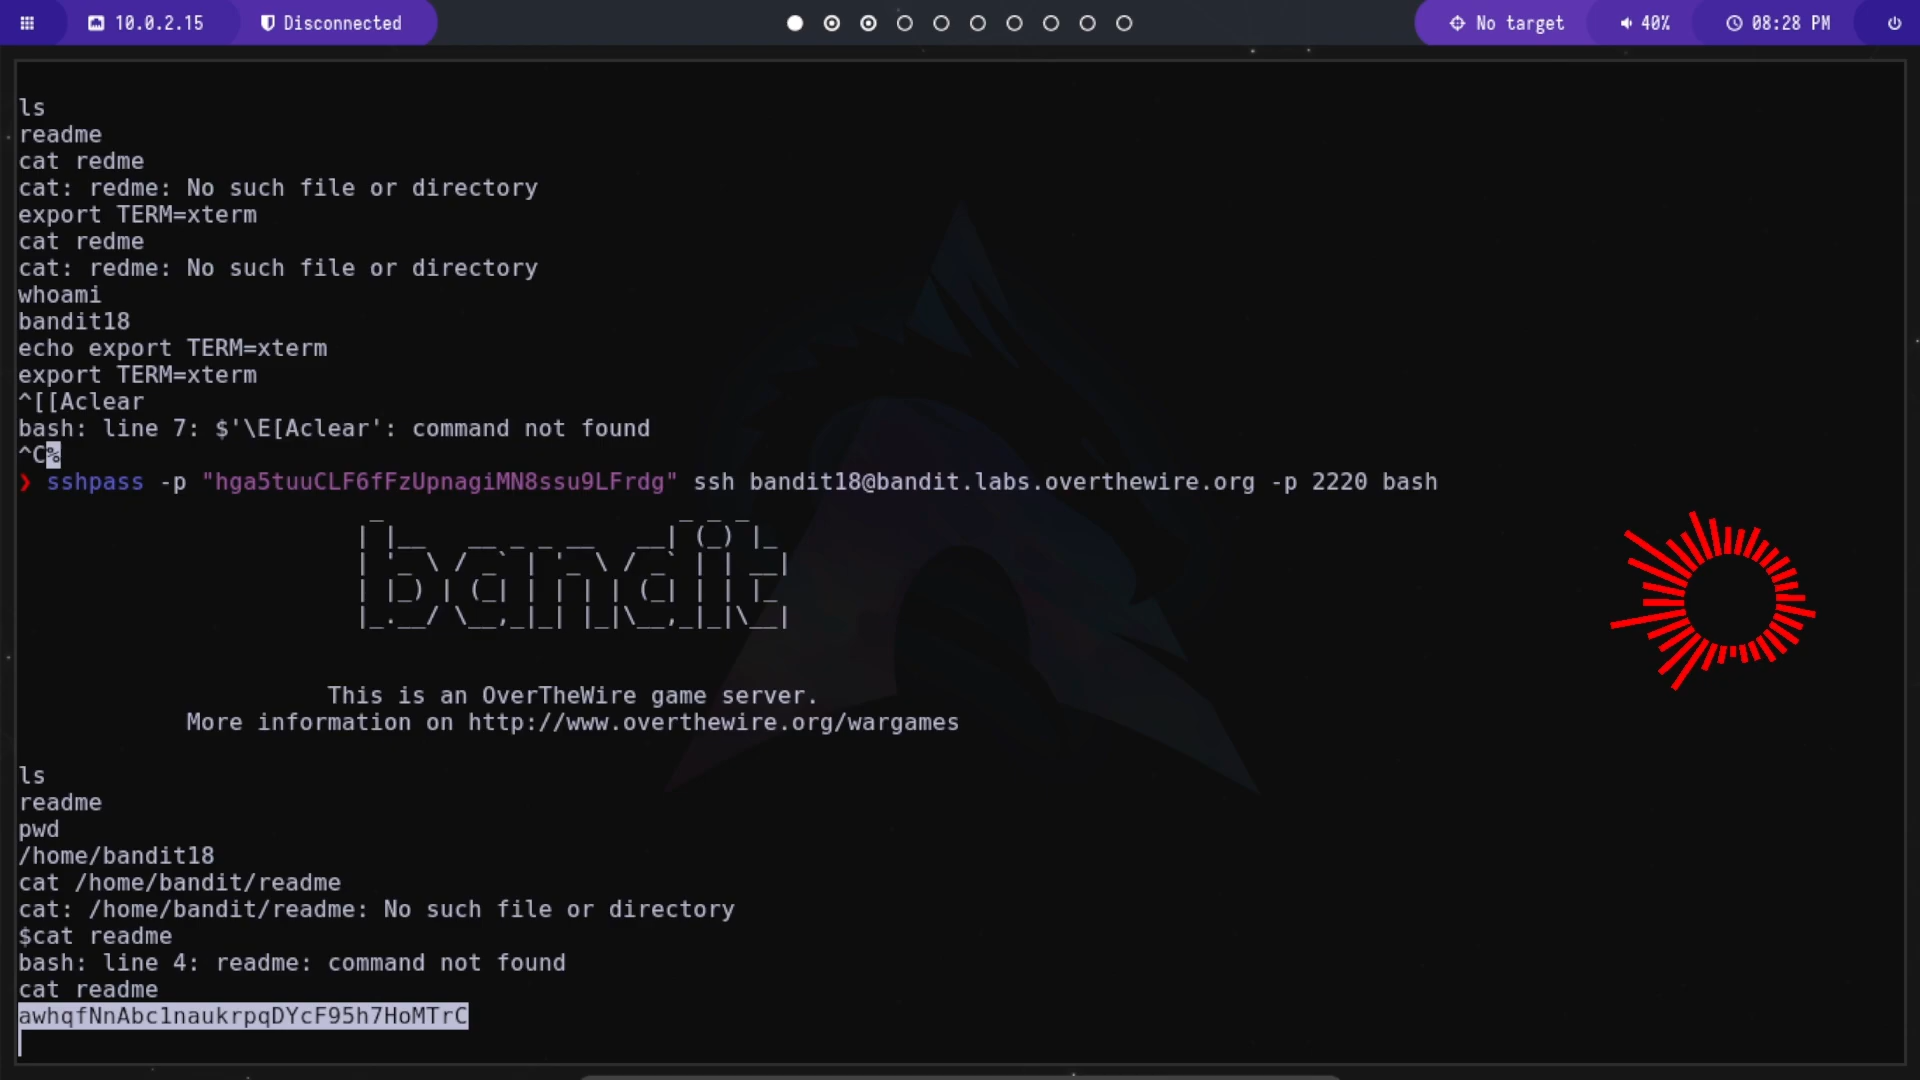 10.0.2.15 Disconnected No target 40% 08:28 PM
ls
readme
cat redme
cat: redme: No such file or directory
export TERM=xterm
cat redme
cat: redme: No such file or directory
whoami
bandit18
echo export TERM=xterm
export TERM=xterm
^[[Aclear
bash: line 7: $'\E[Aclear': command not found
^C%
❯ sshpass -p "hga5tuuCLF6fFzUpnagiMN8ssu9LFrdg" ssh bandit18@bandit.labs.overthewire.org -p 2220 bash
bandit
This is an OverTheWire game server.
More information on http://www.overthewire.org/wargames
ls
readme
pwd
/home/bandit18
cat /home/bandit/readme
cat: /home/bandit/readme: No such file or directory
$cat readme
bash: line 4: readme: command not found
cat readme
awhqfNnAbc1naukrpqDYcF95h7HoMTrC